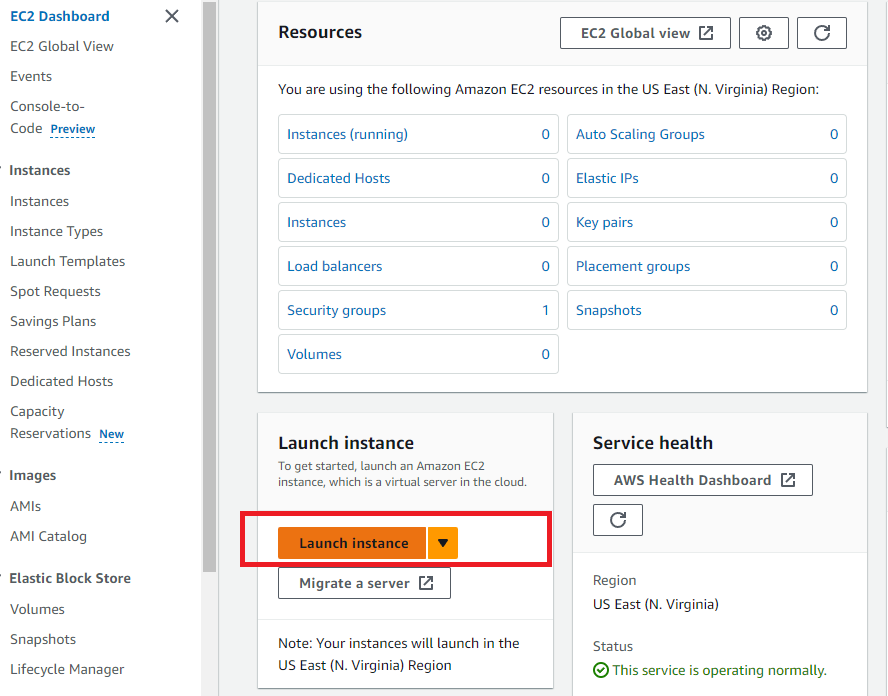 EC2 Dashboard
EC2 Global View
Events
Console-to-
Code Preview
Instances
Instances
Instance Types
Launch Templates
Spot Requests
Savings Plans
Reserved Instances
Dedicated Hosts
Capacity
Reservations New
Images
AMIs
AMI Catalog
Elastic Block Store
Volumes
Snapshots
Lifecycle Manager
Resources
EC2 Global view
You are using the following Amazon EC2 resources in the US East (N. Virginia) Region:
Instances (running) 0
Auto Scaling Groups 0
Dedicated Hosts 0
Elastic IPs 0
Instances 0
Key pairs 0
Load balancers 0
Placement groups 0
Security groups 1
Snapshots 0
Volumes 0
Launch instance
To get started, launch an Amazon EC2
instance, which is a virtual server in the cloud.
Launch instance
Migrate a server
Note: Your instances will launch in the
US East (N. Virginia) Region
Service health
AWS Health Dashboard
Region
US East (N. Virginia)
Status
This service is operating normally.